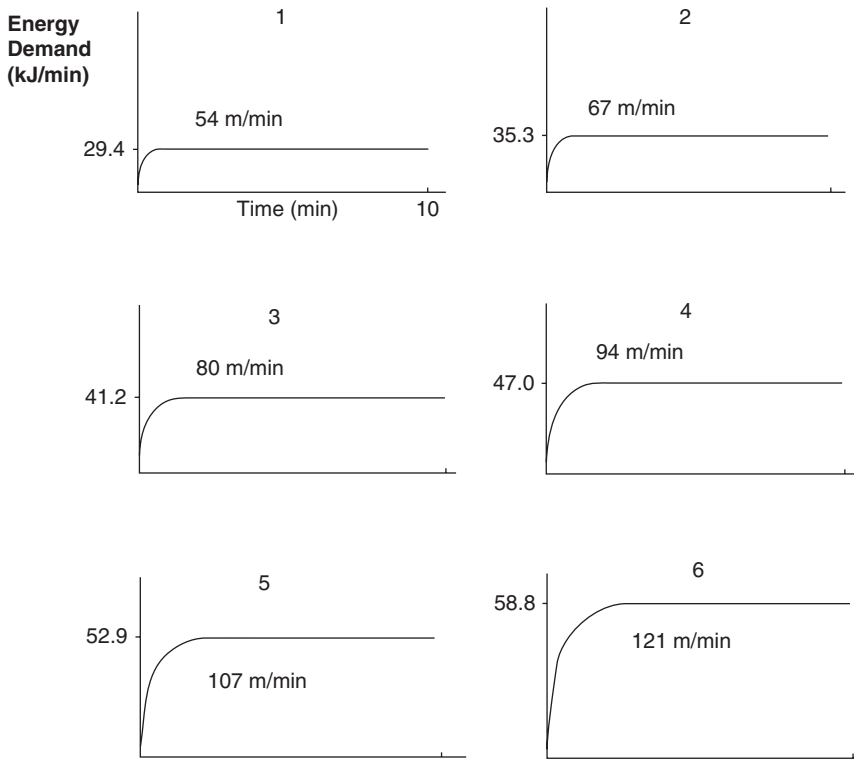 Energy
Demand
(kJ/min)
1
54 m/min
29.4
Time (min)
10
2
67 m/min
35.3
3
80 m/min
41.2
4
94 m/min
47.0
5
52.9
107 m/min
6
58.8
121 m/min